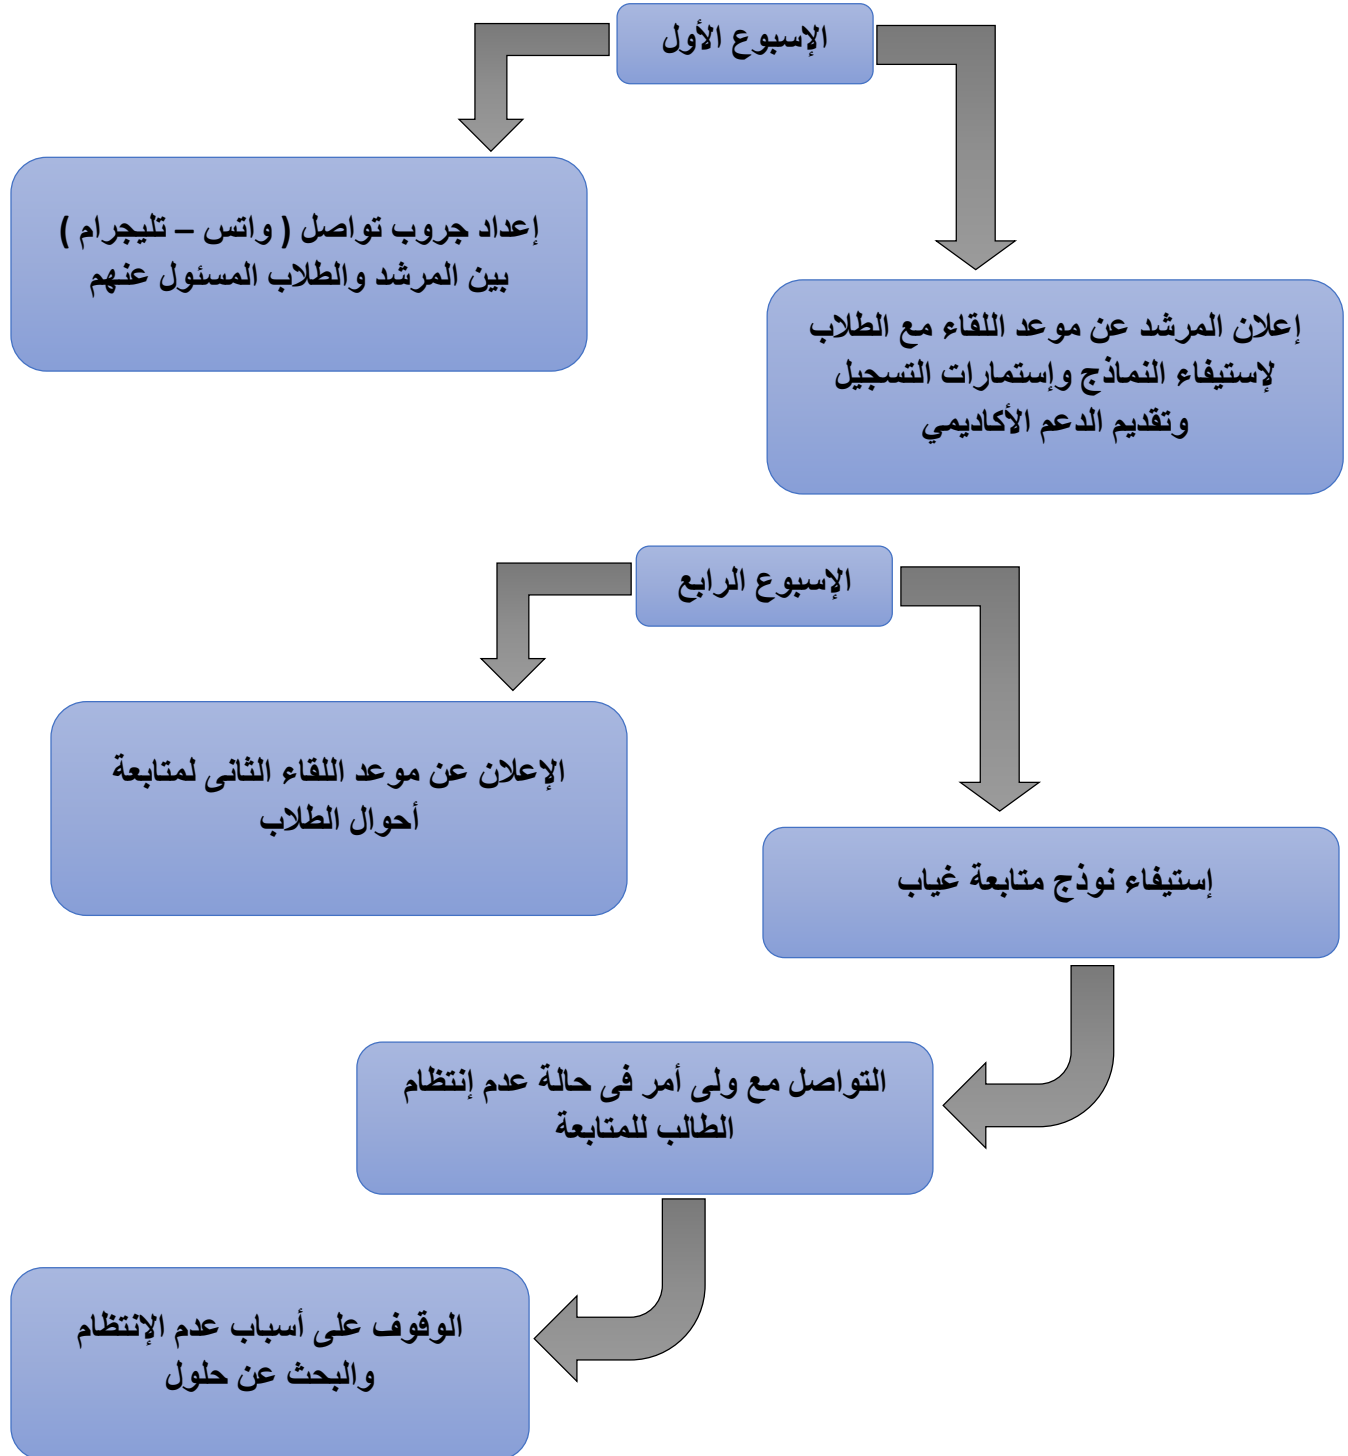 الإسبوع الأول
إعداد جروب تواصل ( واتس – تليجرام )
بين المرشد والطلاب المسئول عنهم
إعلان المرشد عن موعد اللقاء مع الطلاب
لإستيفاء النماذج وإستمارات التسجيل
وتقديم الدعم الأكاديمي
الإسبوع الرابع
الإعلان عن موعد اللقاء الثانى لمتابعة
أحوال الطلاب
إستيفاء نوذج متابعة غياب
التواصل مع ولى أمر فى حالة عدم إنتظام
الطالب للمتابعة
الوقوف على أسباب عدم الإنتظام
والبحث عن حلول